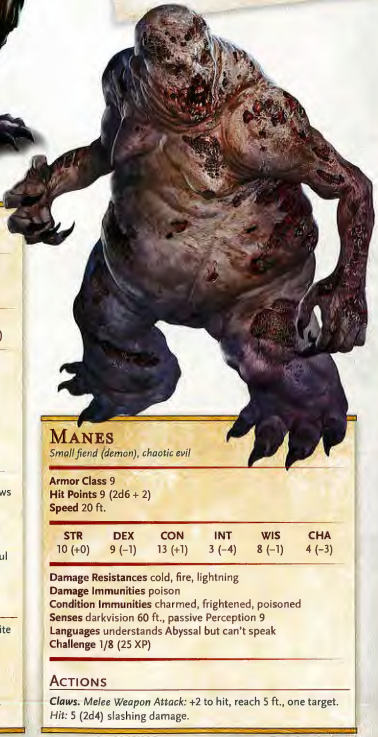 MANES
Small fiend (demon), chaotic evil
Armor Class 9
Hit Points 9 (2d6 + 2)
Speed 20 ft.
STR DEX CON INT WIS CHA
10 (+0) 9 (−1) 13 (+1) 3 (−4) 8 (−1) 4 (−3)
Damage Resistances cold, fire, lightning
Damage Immunities poison
Condition Immunities charmed, frightened, poisoned
Senses darkvision 60 ft., passive Perception 9
Languages understands Abyssal but can't speak
Challenge 1/8 (25 XP)
ACTIONS
Claws. Melee Weapon Attack: +2 to hit, reach 5 ft., one target.
Hit: 5 (2d4) slashing damage.